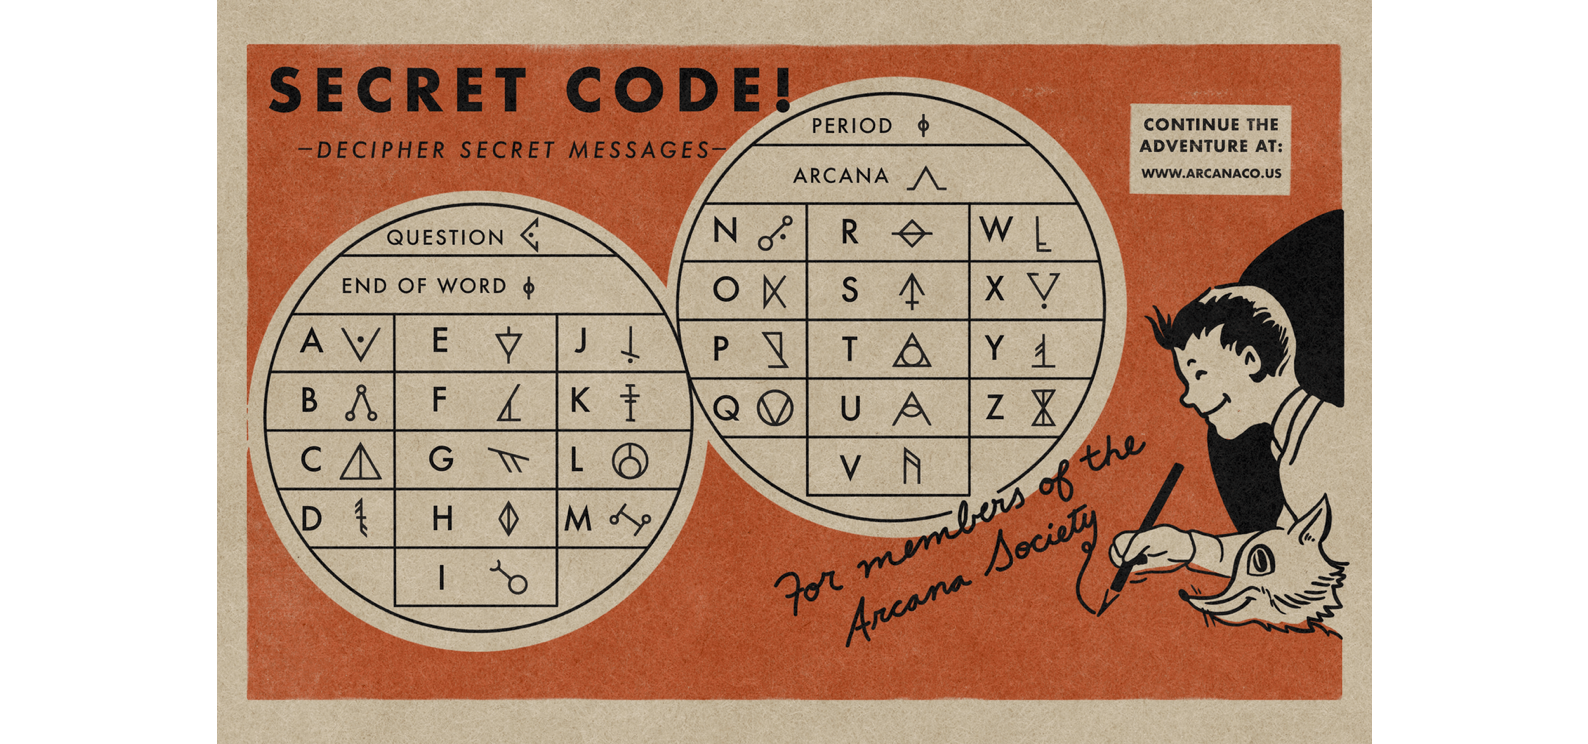 SECRET CODE!
–DECIPHER SECRET MESSAGES–
QUESTION
END OF WORD ϕ
A E J
B F K
C G L
D H M
I
PERIOD ϕ
ARCANA
N R W
O S X
P T Y
Q U Z
V
CONTINUE THE
ADVENTURE AT:
WWW.ARCANACO.US
For members of the
Arcana Society